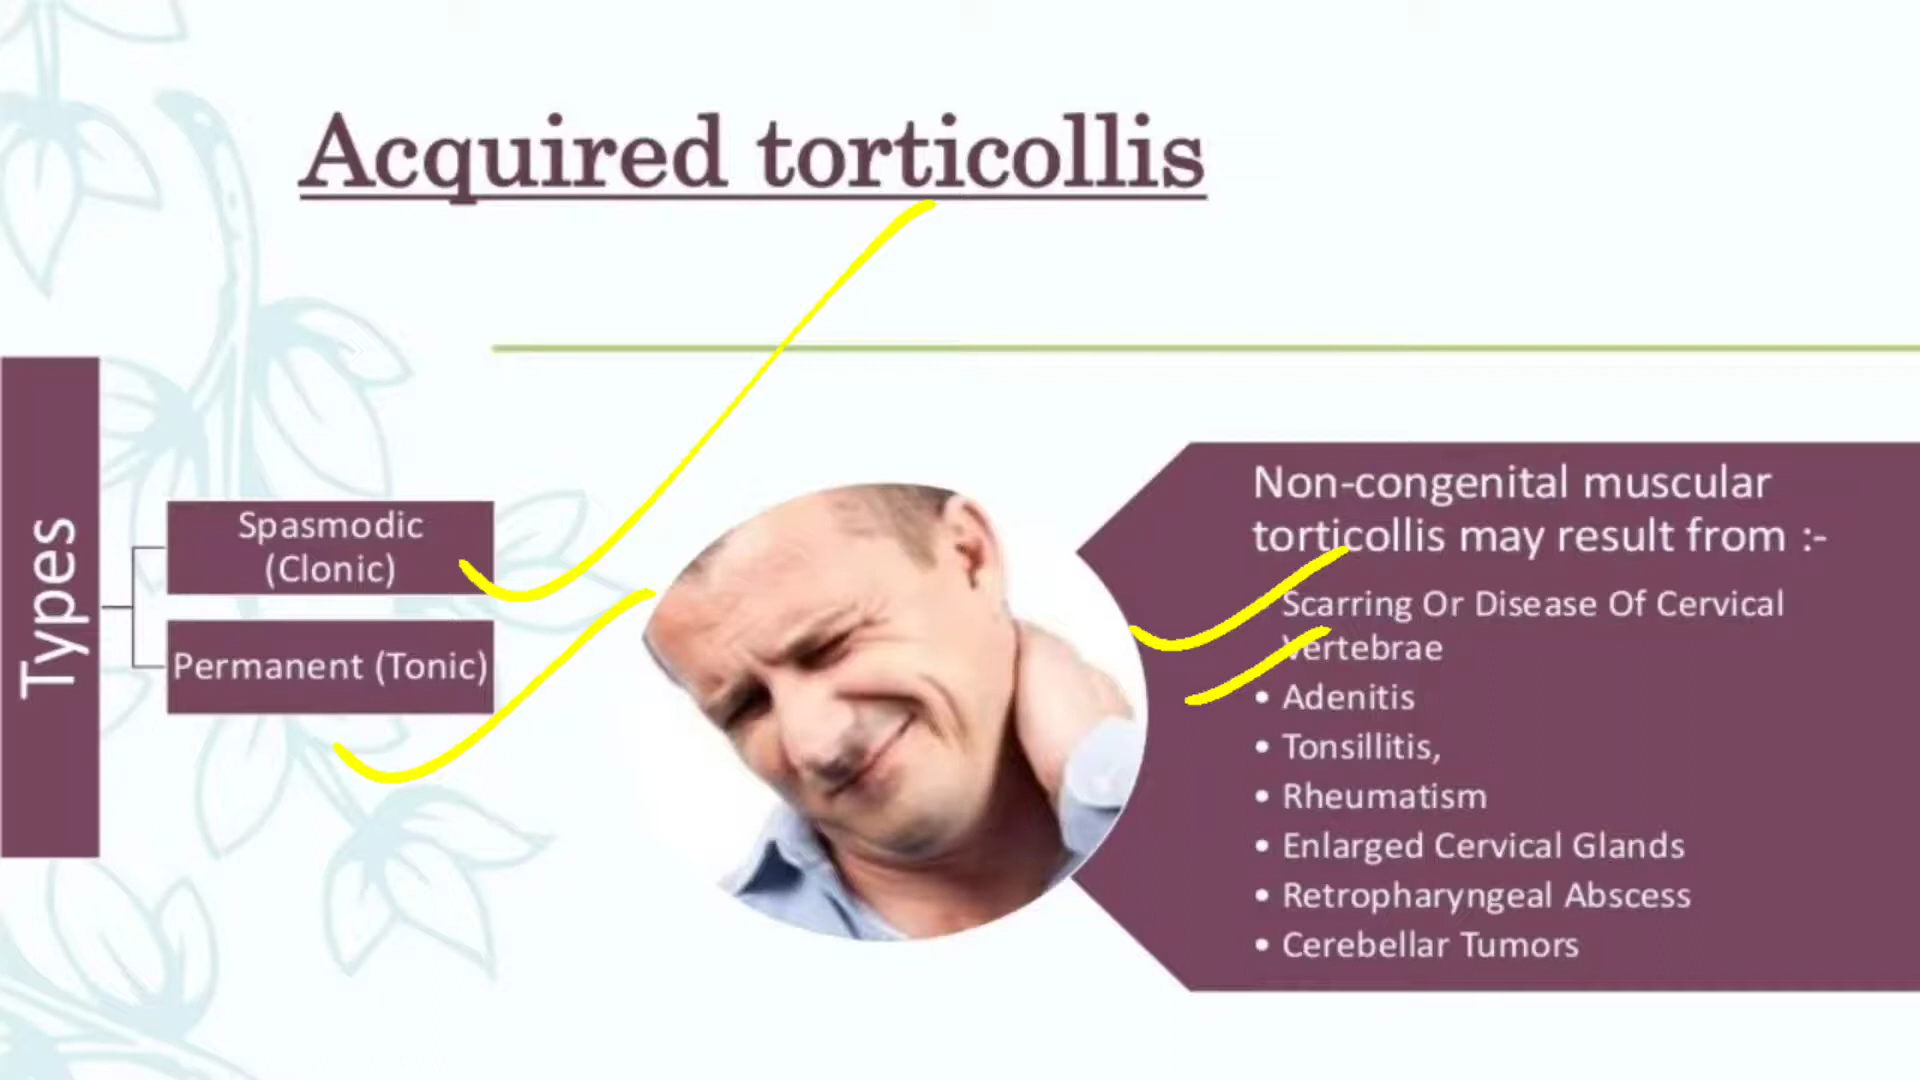 Acquired torticollis
Types
Spasmodic
(Clonic)
Permanent (Tonic)
Non-congenital muscular
torticollis may result from :-
Scarring Or Disease Of Cervical
Vertebrae
• Adenitis
• Tonsillitis,
• Rheumatism
• Enlarged Cervical Glands
• Retropharyngeal Abscess
• Cerebellar Tumors